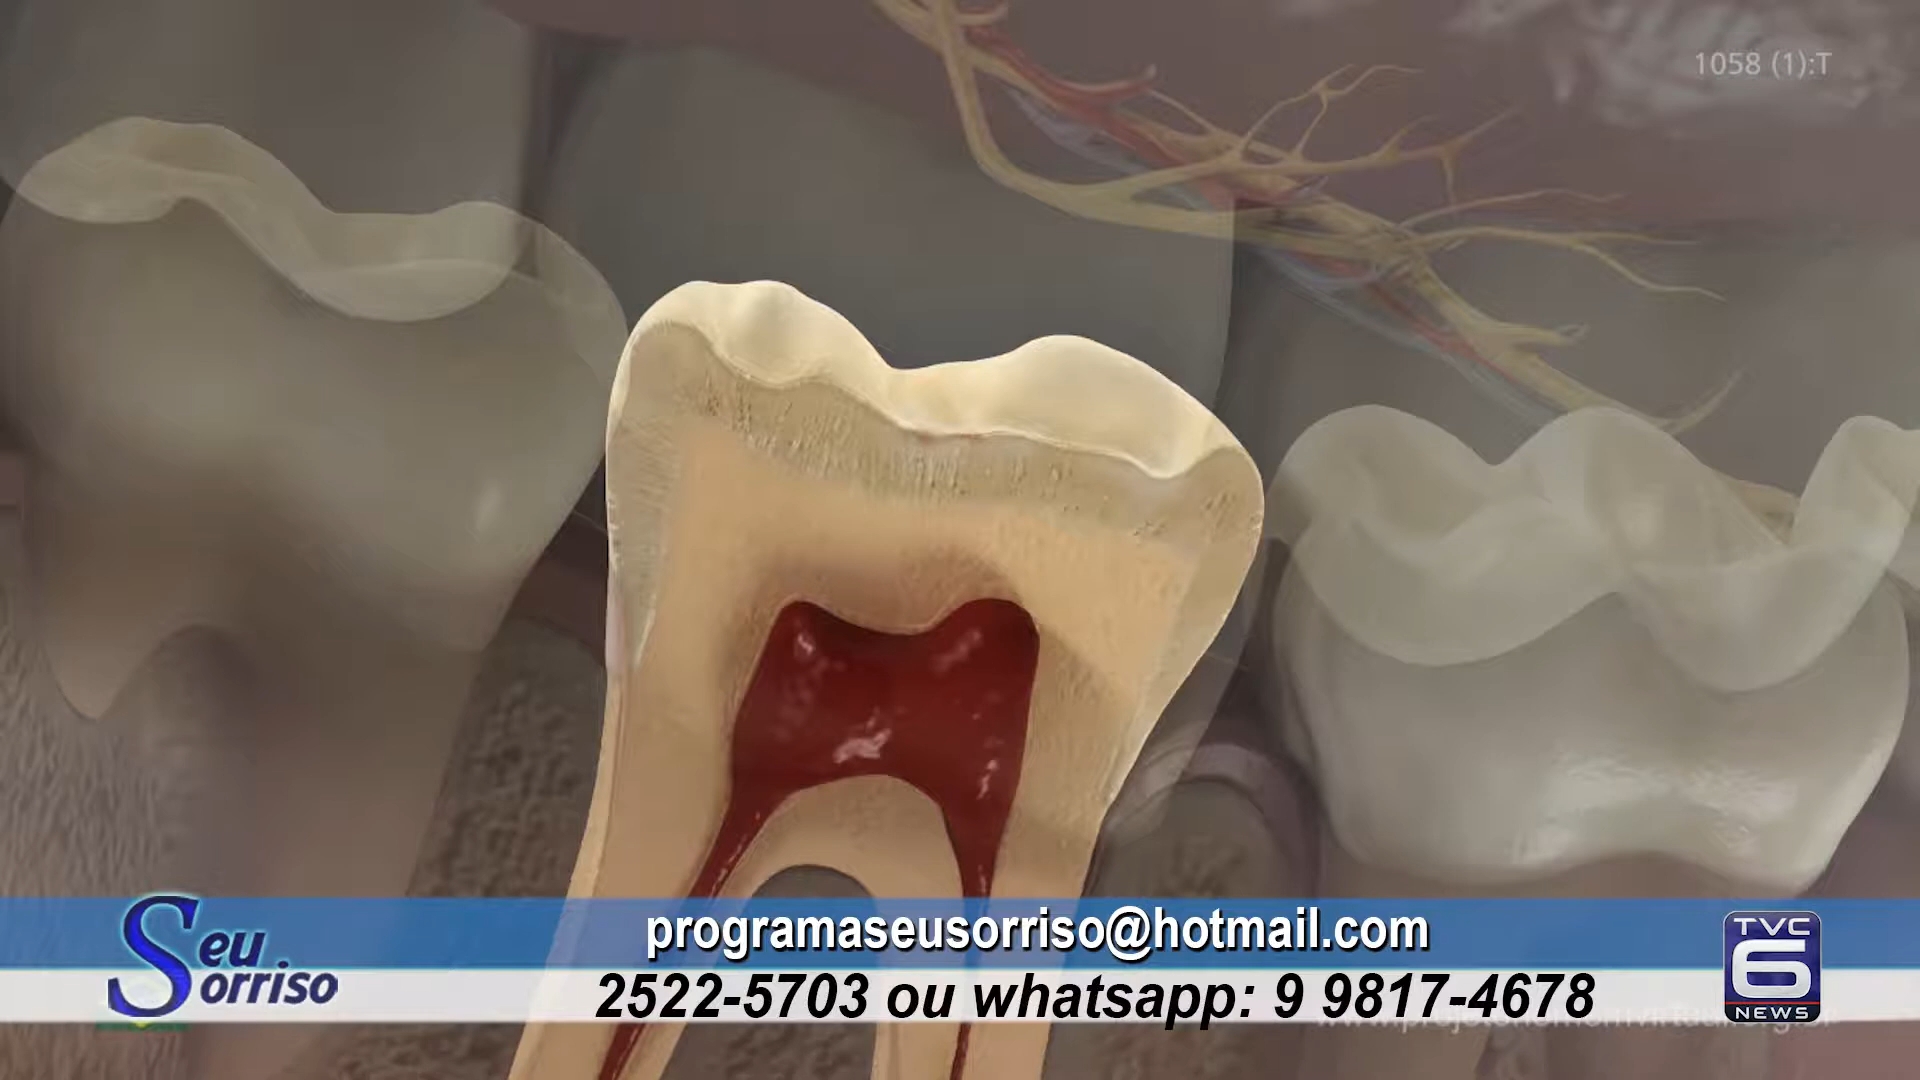 1058 (1):T
Seu
Sorriso
programaseusorriso@hotmail.com
2522-5703 ou whatsapp: 9 9817-4678
TVC
6
NEWS